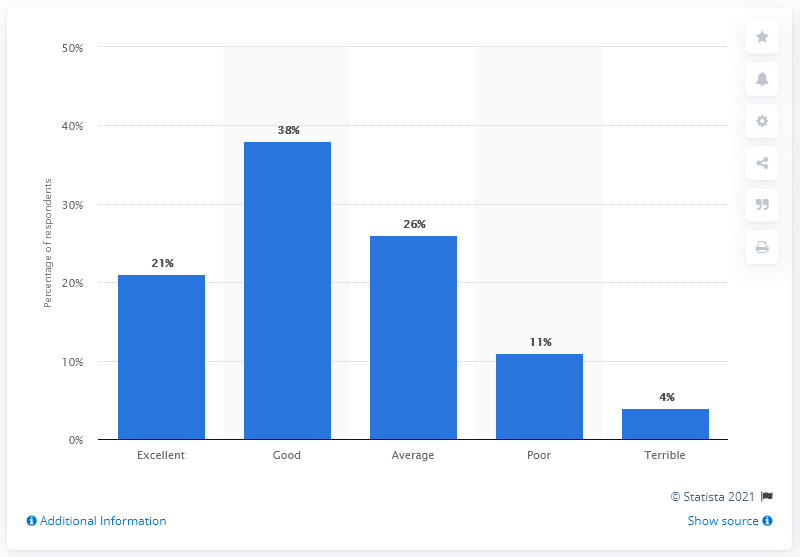 50%
40%
30%
20%
10%
0%
Percentage of respondents
21%
38%
26%
11%
4%
Excellent
Good
Average
Poor
Terrible
© Statista 2021
Additional Information
Show source